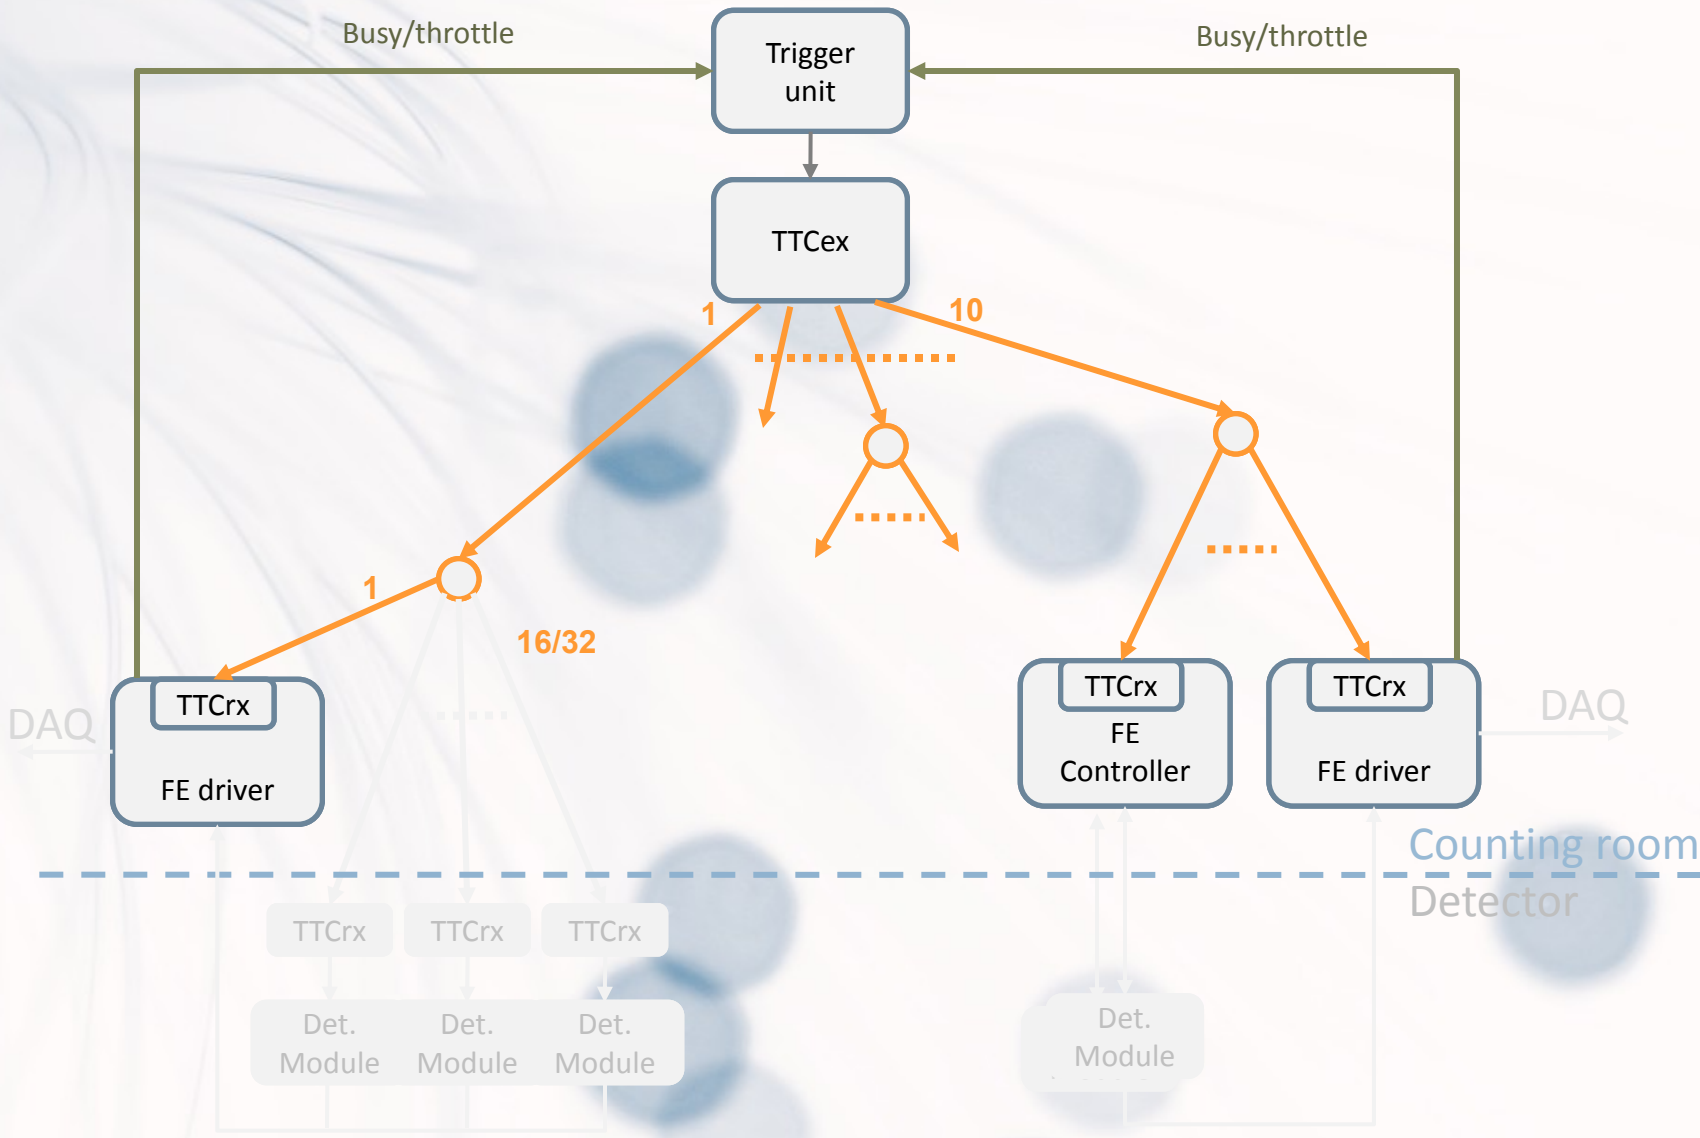 Busy/throttle
Busy/throttle
Trigger
unit
TTCex
1
10
1
16/32
TTCrx
FE driver
TTCrx
FE
Controller
TTCrx
FE driver
DAQ
DAQ
Counting room
Detector
TTCrx
TTCrx
TTCrx
Det.
Module
Det.
Module
Det.
Module
Det.
Module